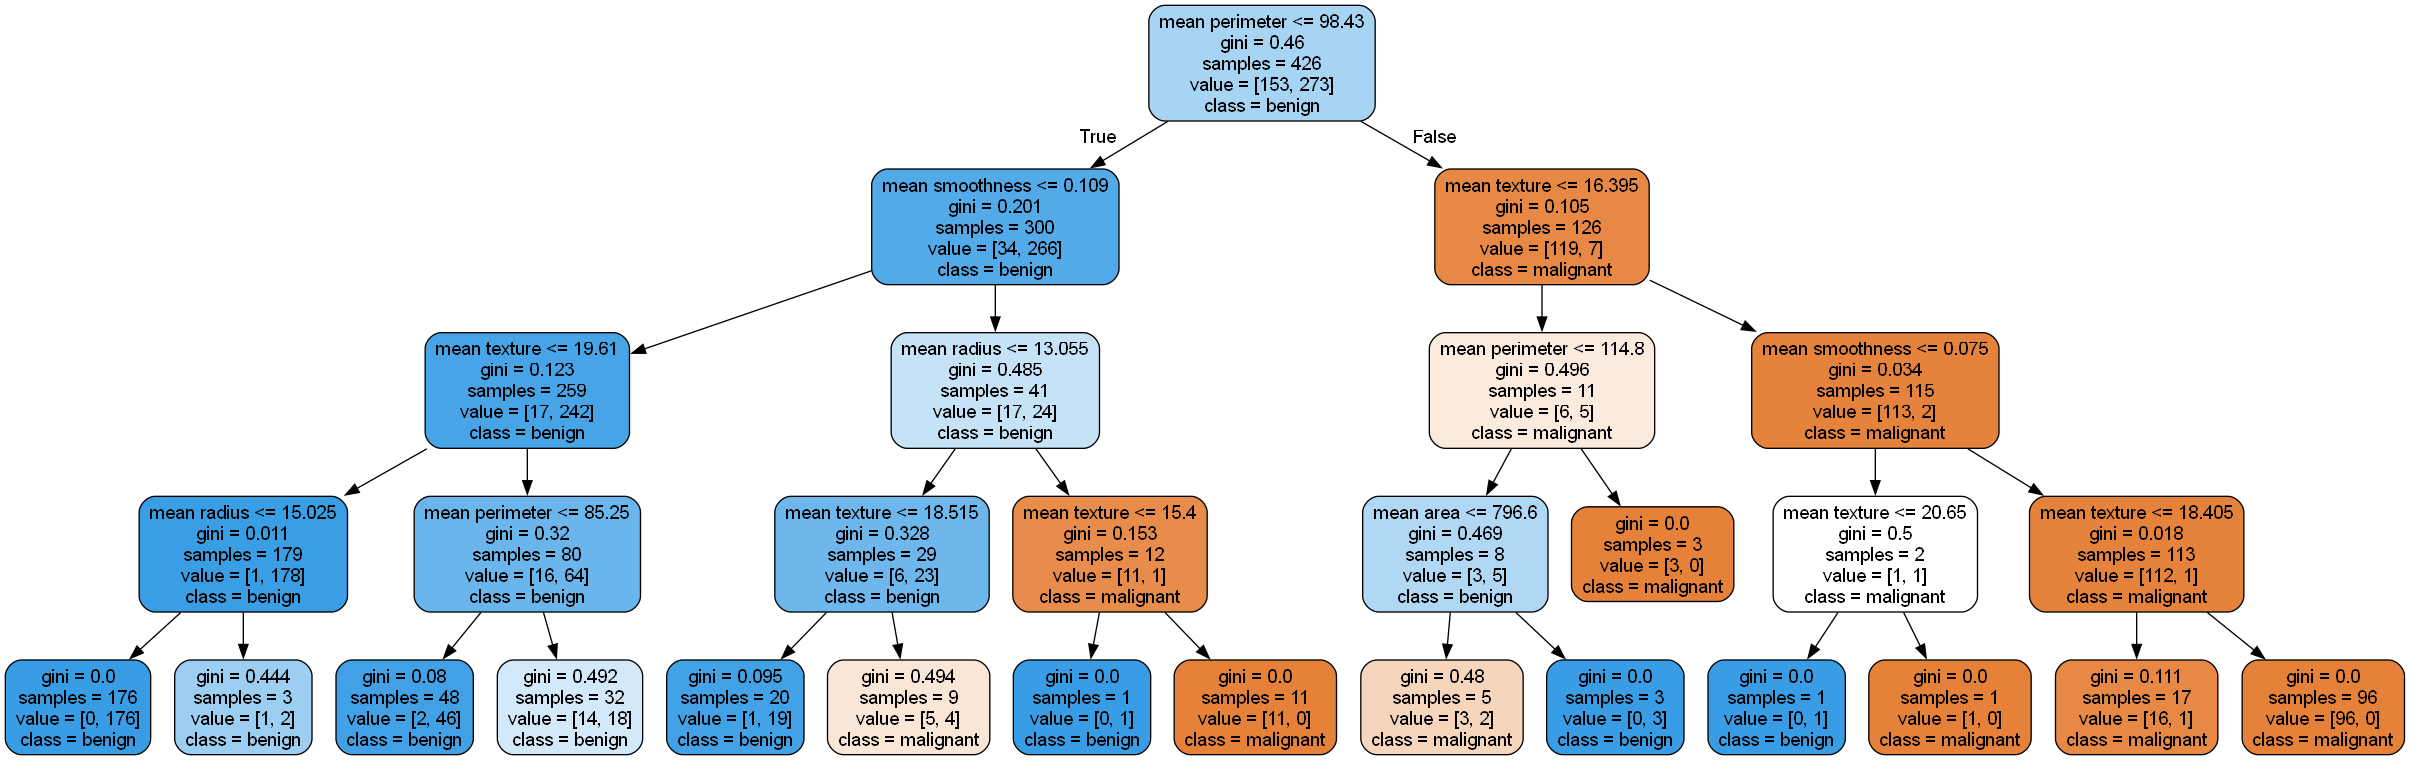 mean perimeter <= 98.43
gini = 0.46
samples = 426
value = [153, 273]
class = benign
True
False
mean smoothness <= 0.109
gini = 0.201
samples = 300
value = [34, 266]
class = benign
mean texture <= 16.395
gini = 0.105
samples = 126
value = [119, 7]
class = malignant
mean texture <= 19.61
gini = 0.123
samples = 259
value = [17, 242]
class = benign
mean radius <= 13.055
gini = 0.485
samples = 41
value = [17, 24]
class = benign
mean perimeter <= 114.8
gini = 0.496
samples = 11
value = [6, 5]
class = malignant
mean smoothness <= 0.075
gini = 0.034
samples = 115
value = [113, 2]
class = malignant
mean radius <= 15.025
gini = 0.011
samples = 179
value = [1, 178]
class = benign
mean perimeter <= 85.25
gini = 0.32
samples = 80
value = [16, 64]
class = benign
mean texture <= 18.515
gini = 0.328
samples = 29
value = [6, 23]
class = benign
mean texture <= 15.4
gini = 0.153
samples = 12
value = [11, 1]
class = malignant
mean area <= 796.6
gini = 0.469
samples = 8
value = [3, 5]
class = benign
gini = 0.0
samples = 3
value = [3, 0]
class = malignant
mean texture <= 20.65
gini = 0.5
samples = 2
value = [1, 1]
class = malignant
mean texture <= 18.405
gini = 0.018
samples = 113
value = [112, 1]
class = malignant
gini = 0.0
samples = 176
value = [0, 176]
class = benign
gini = 0.444
samples = 3
value = [1, 2]
class = benign
gini = 0.08
samples = 48
value = [2, 46]
class = benign
gini = 0.492
samples = 32
value = [14, 18]
class = benign
gini = 0.095
samples = 20
value = [1, 19]
class = benign
gini = 0.494
samples = 9
value = [5, 4]
class = malignant
gini = 0.0
samples = 1
value = [0, 1]
class = benign
gini = 0.0
samples = 11
value = [11, 0]
class = malignant
gini = 0.48
samples = 5
value = [3, 2]
class = malignant
gini = 0.0
samples = 3
value = [0, 3]
class = benign
gini = 0.0
samples = 1
value = [0, 1]
class = benign
gini = 0.0
samples = 1
value = [1, 0]
class = malignant
gini = 0.111
samples = 17
value = [16, 1]
class = malignant
gini = 0.0
samples = 96
value = [96, 0]
class = malignant